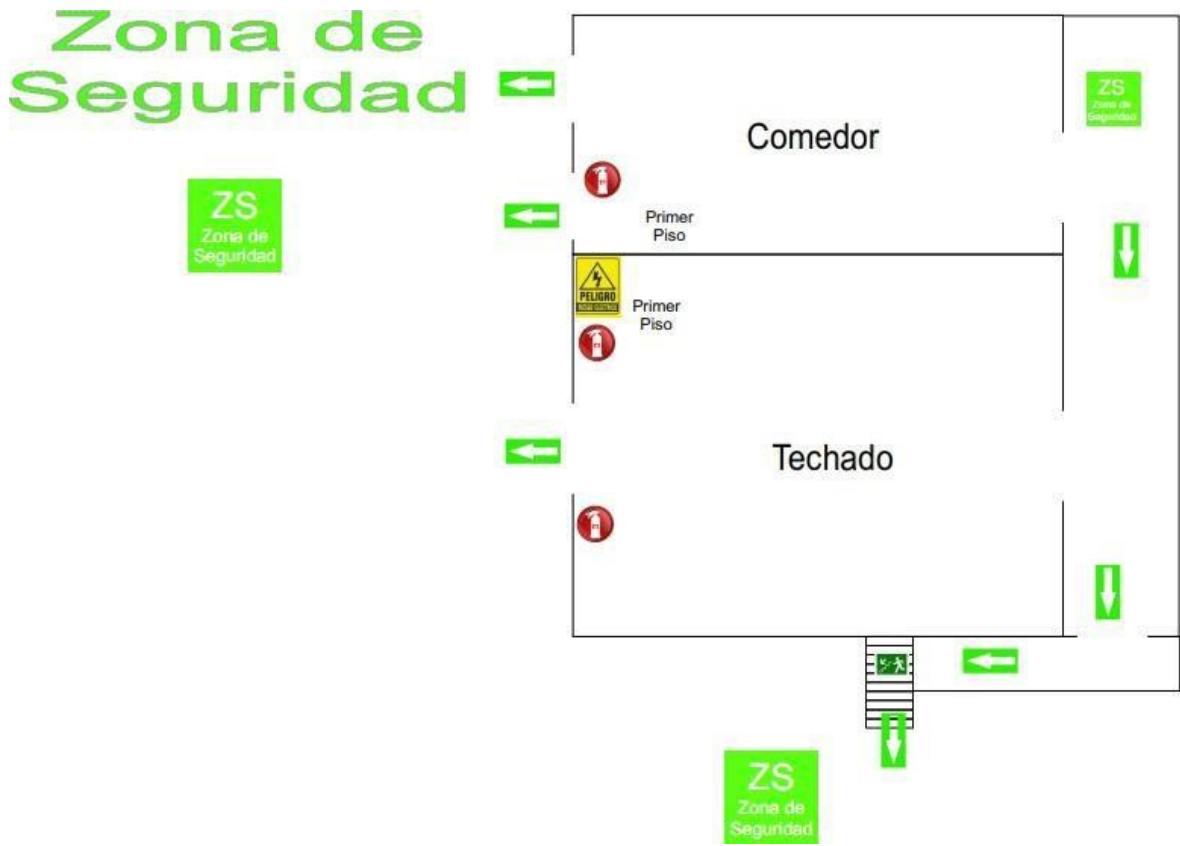 Zona de
Seguridad
ZS
Zona de
Seguridad
Comedor
ZS
Zona de
Seguridad
Primer
Piso
PELIGRO
Primer
Piso
Techado
ZS
Zona de
Seguridad